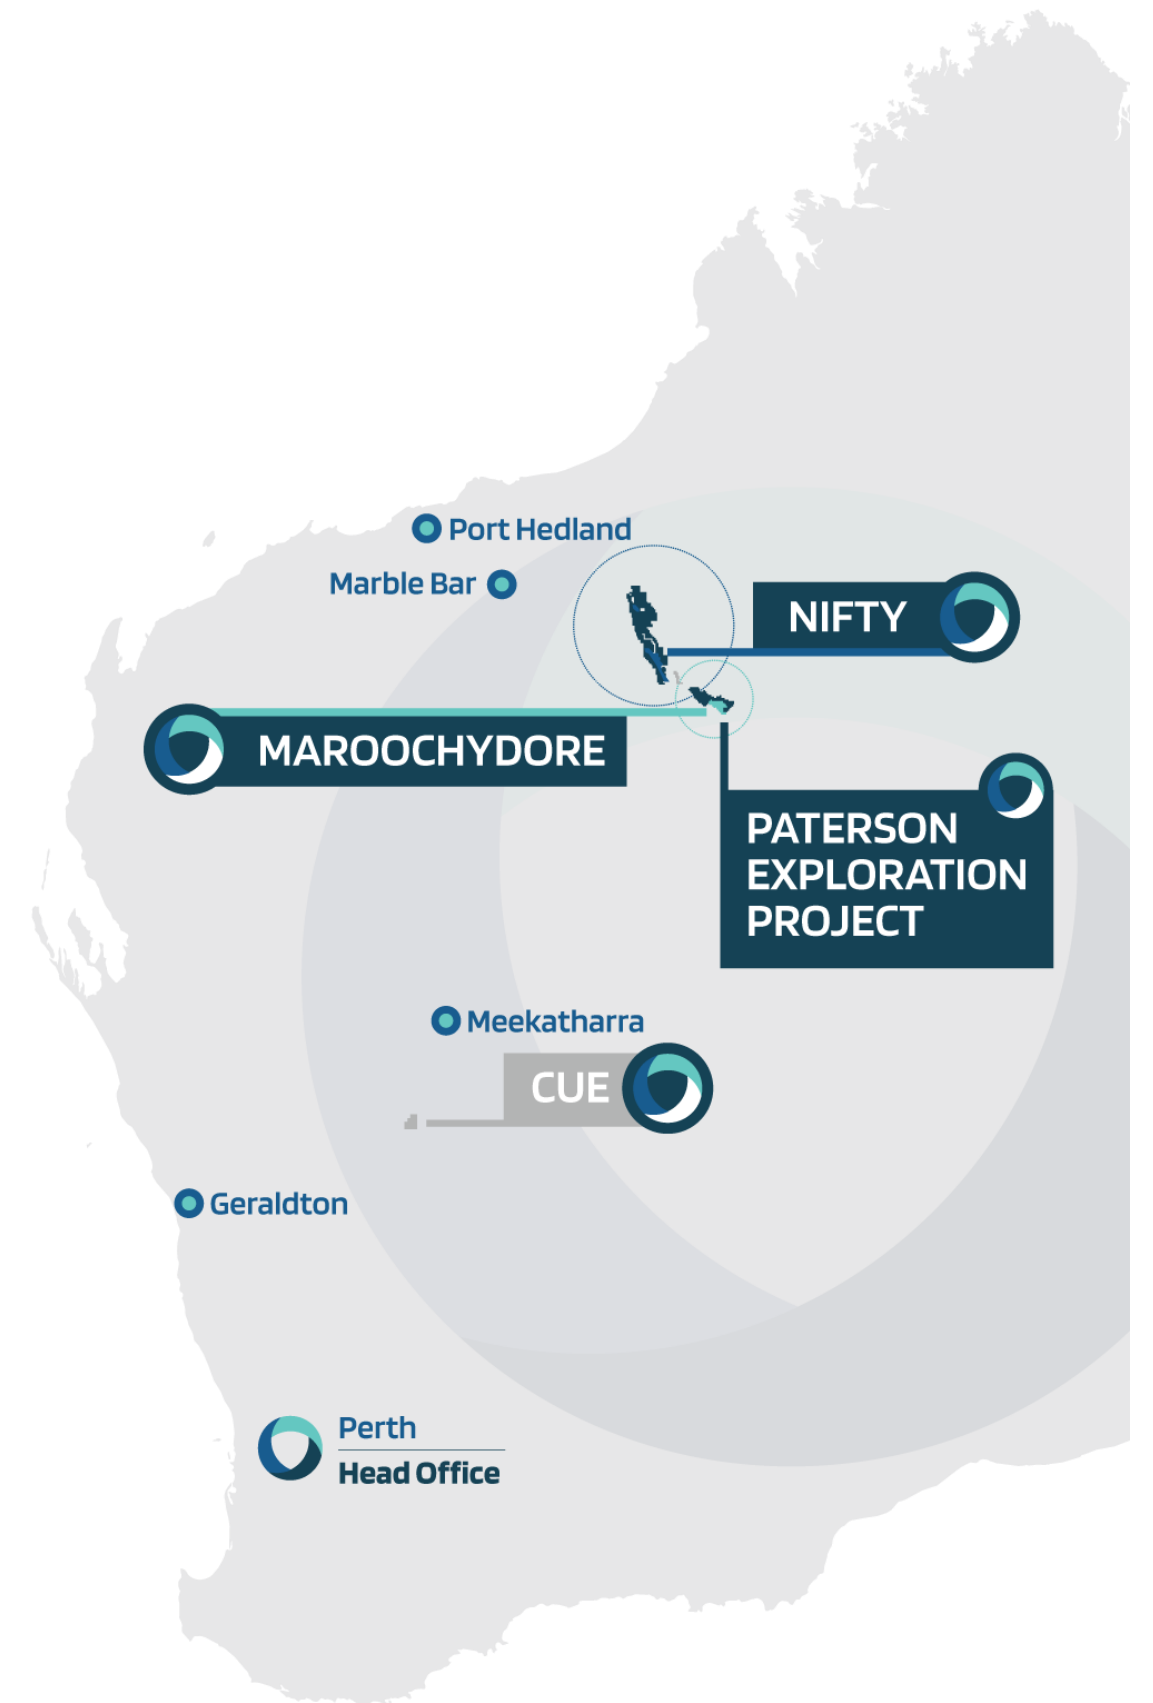 Port Hedland
Marble Bar
NIFTY
MAROOCHYDORE
PATERSON
EXPLORATION
PROJECT
Meekatharra
CUE
Geraldton
Perth
Head Office